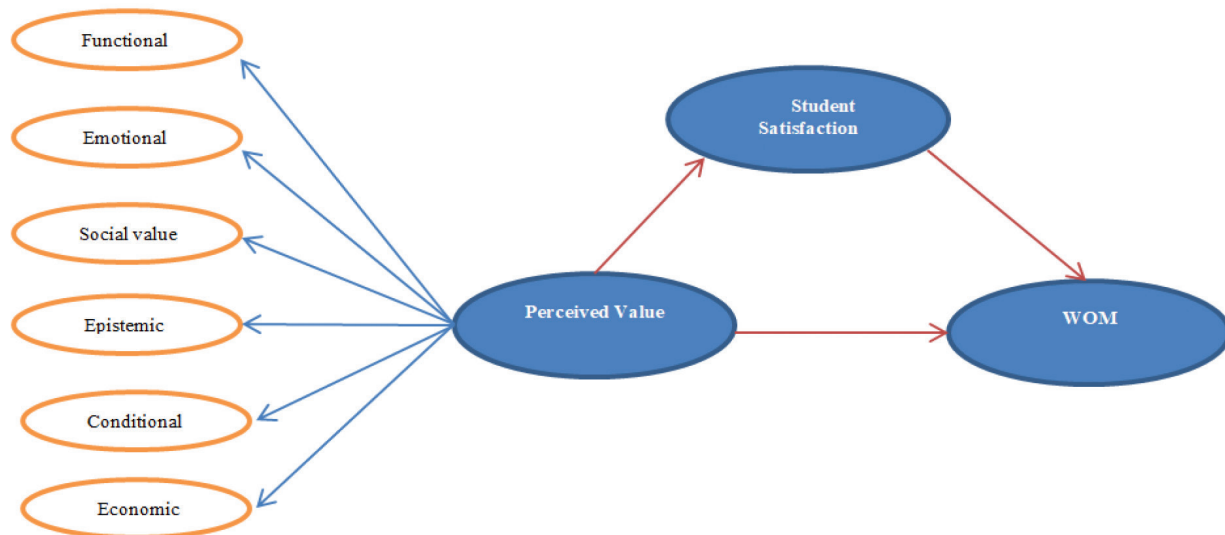 Functional
Emotional
Social value
Epistemic
Conditional
Economic
Perceived Value
Student
Satisfaction
WOM